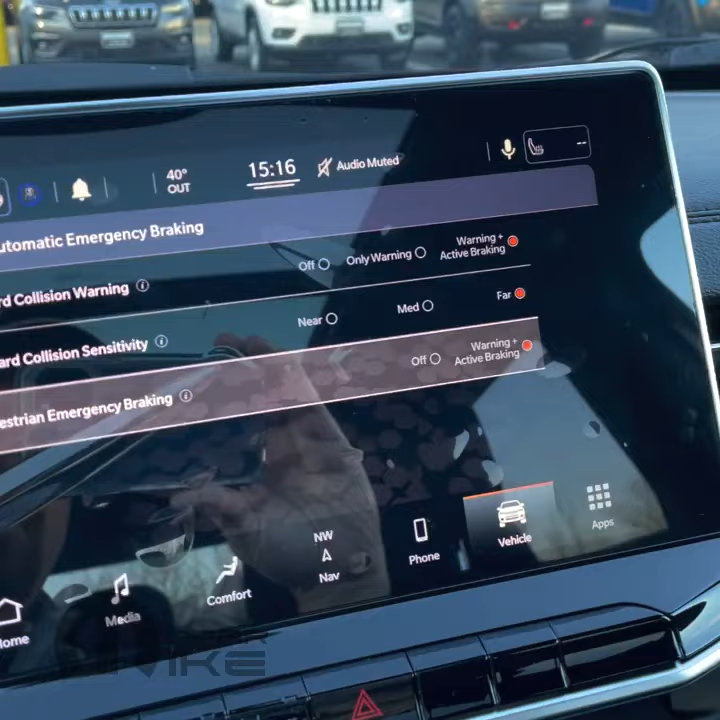 40°
OUT
15:16
Audio Muted
--
utomatic Emergency Braking
rd Collision Warning
Off
Only Warning
Warning +
Active Braking
ard Collision Sensitivity
Near
Med
Far
estrian Emergency Braking
Off
Warning +
Active Braking
ome
Media
Comfort
NW
Nav
Phone
Vehicle
Apps
MIKE